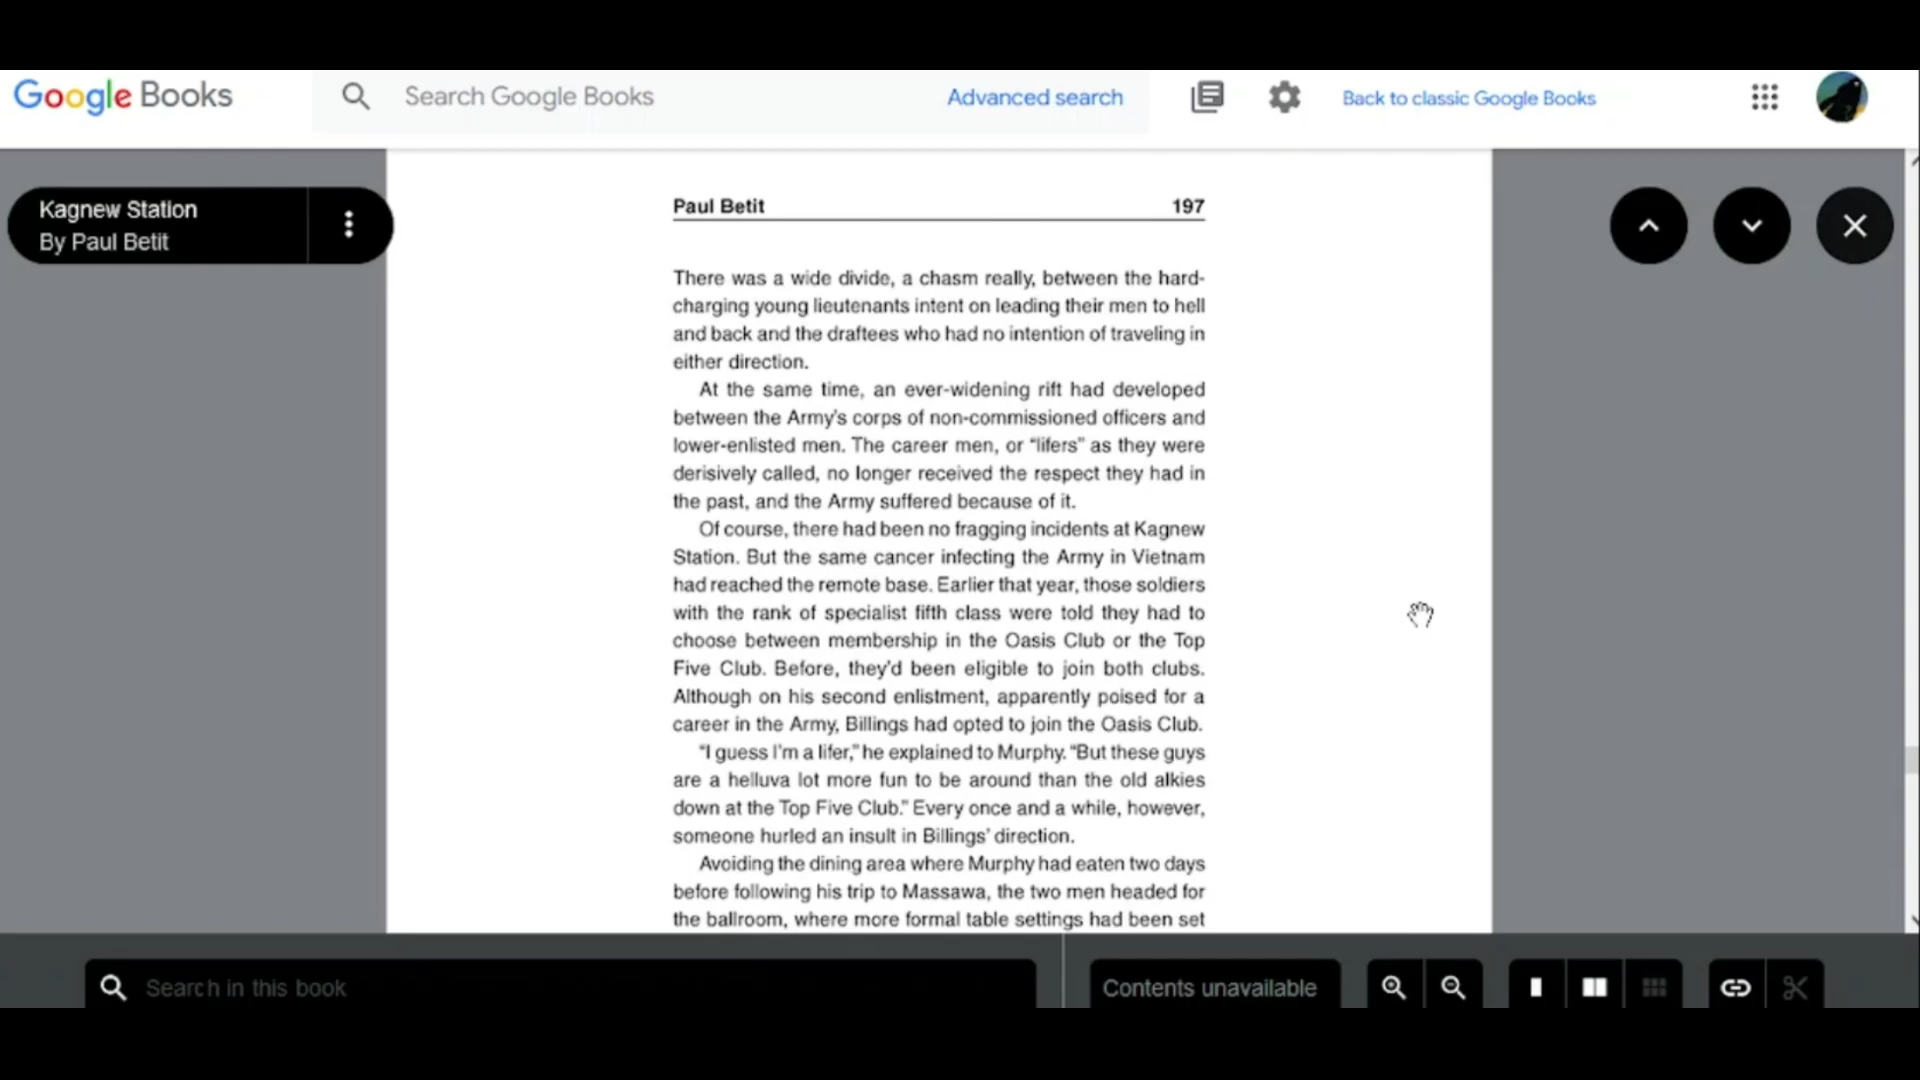 Google Books
Search Google Books
Advanced search
Back to classic Google Books
Kagnew Station
By Paul Betit
Paul Betit 197
There was a wide divide, a chasm really, between the hard-
charging young lieutenants intent on leading their men to hell
and back and the draftees who had no intention of traveling in
either direction.
At the same time, an ever-widening rift had developed
between the Army's corps of non-commissioned officers and
lower-enlisted men. The career men, or "lifers" as they were
derisively called, no longer received the respect they had in
the past, and the Army suffered because of it.
Of course, there had been no fragging incidents at Kagnew
Station. But the same cancer infecting the Army in Vietnam
had reached the remote base. Earlier that year, those soldiers
with the rank of specialist fifth class were told they had to
choose between membership in the Oasis Club or the Top
Five Club. Before, they'd been eligible to join both clubs.
Although on his second enlistment, apparently poised for a
career in the Army, Billings had opted to join the Oasis Club.
"I guess I'm a lifer," he explained to Murphy. "But these guys
are a helluva lot more fun to be around than the old alkies
down at the Top Five Club." Every once and a while, however,
someone hurled an insult in Billings' direction.
Avoiding the dining area where Murphy had eaten two days
before following his trip to Massawa, the two men headed for
the ballroom, where more formal table settings had been set
Search in this book
Contents unavailable